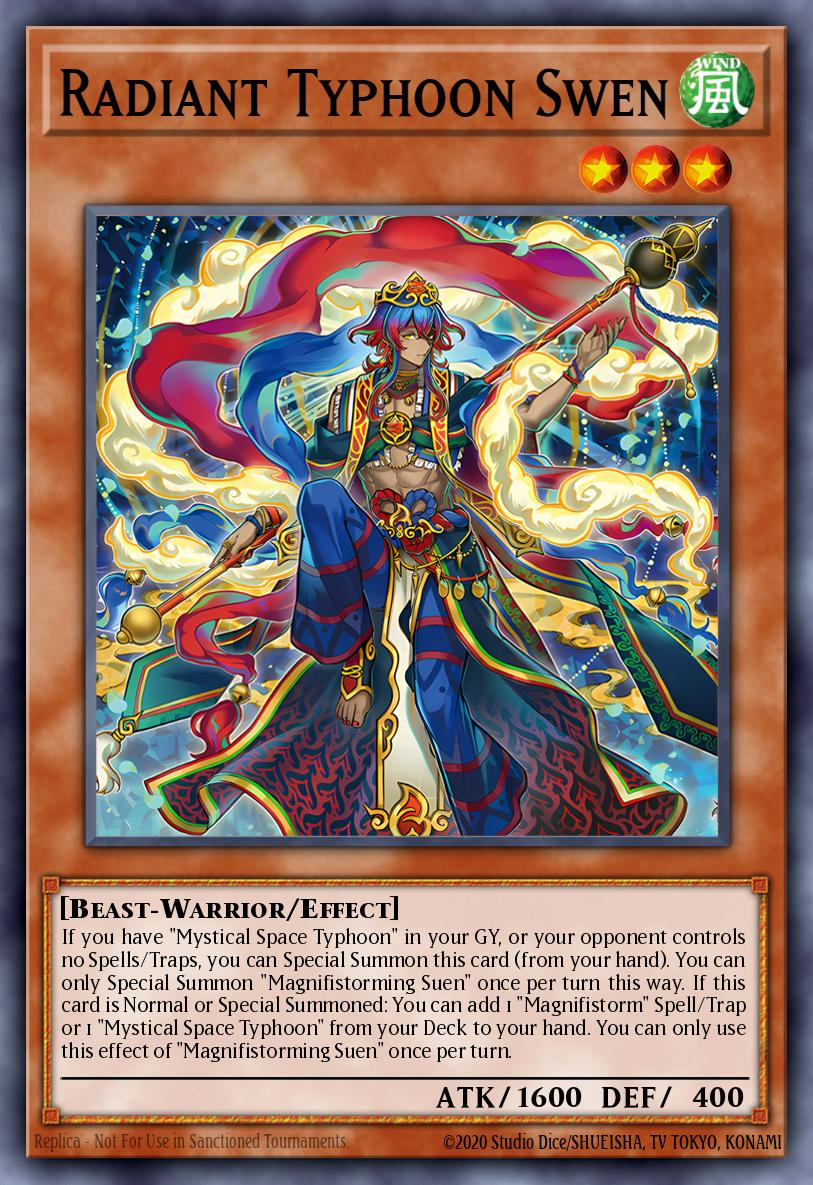 Radiant Typhoon Swen
WIND
風
[Beast-Warrior/Effect]
If you have "Mystical Space Typhoon" in your GY, or your opponent controls
no Spells/Traps, you can Special Summon this card (from your hand). You can
only Special Summon "Magnifistorming Suen" once per turn this way. If this
card is Normal or Special Summoned: You can add 1 "Magnifistorm" Spell/Trap
or 1 "Mystical Space Typhoon" from your Deck to your hand. You can only use
this effect of "Magnifistorming Suen" once per turn.
ATK/1600 DEF/ 400
Replica - Not For Use in Sanctioned Tournaments.
©2020 Studio Dice/SHUEISHA, TV TOKYO, KONAMI